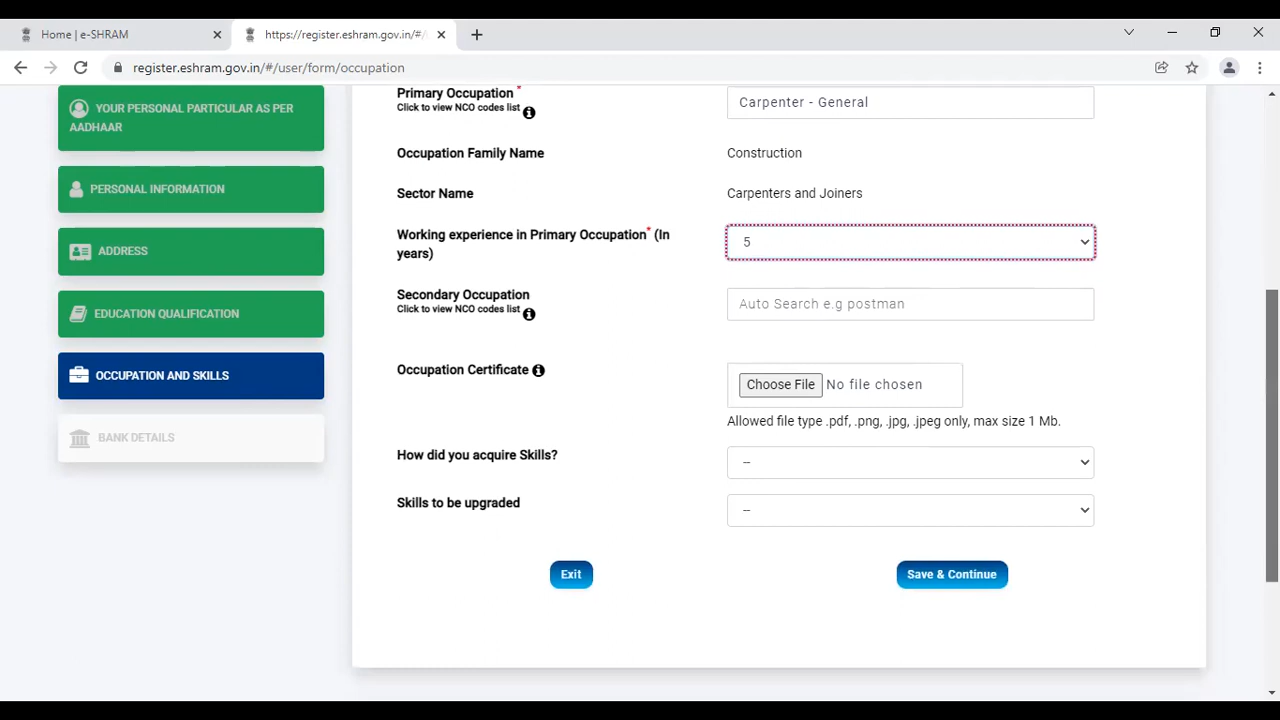 Home | e-SHRAM
https://register.eshram.gov.in/#/
register.eshram.gov.in/#/user/form/occupation
YOUR PERSONAL PARTICULAR AS PER
AADHAAR
PERSONAL INFORMATION
ADDRESS
EDUCATION QUALIFICATION
OCCUPATION AND SKILLS
BANK DETAILS
Primary Occupation *
Click to view NCO codes list
Carpenter - General
Occupation Family Name
Construction
Sector Name
Carpenters and Joiners
Working experience in Primary Occupation* (In
years)
5
Secondary Occupation
Click to view NCO codes list
Auto Search e.g postman
Occupation Certificate
Choose File No file chosen
Allowed file type .pdf, .png, .jpg, .jpeg only, max size 1 Mb.
How did you acquire Skills?
--
Skills to be upgraded
--
Exit
Save & Continue